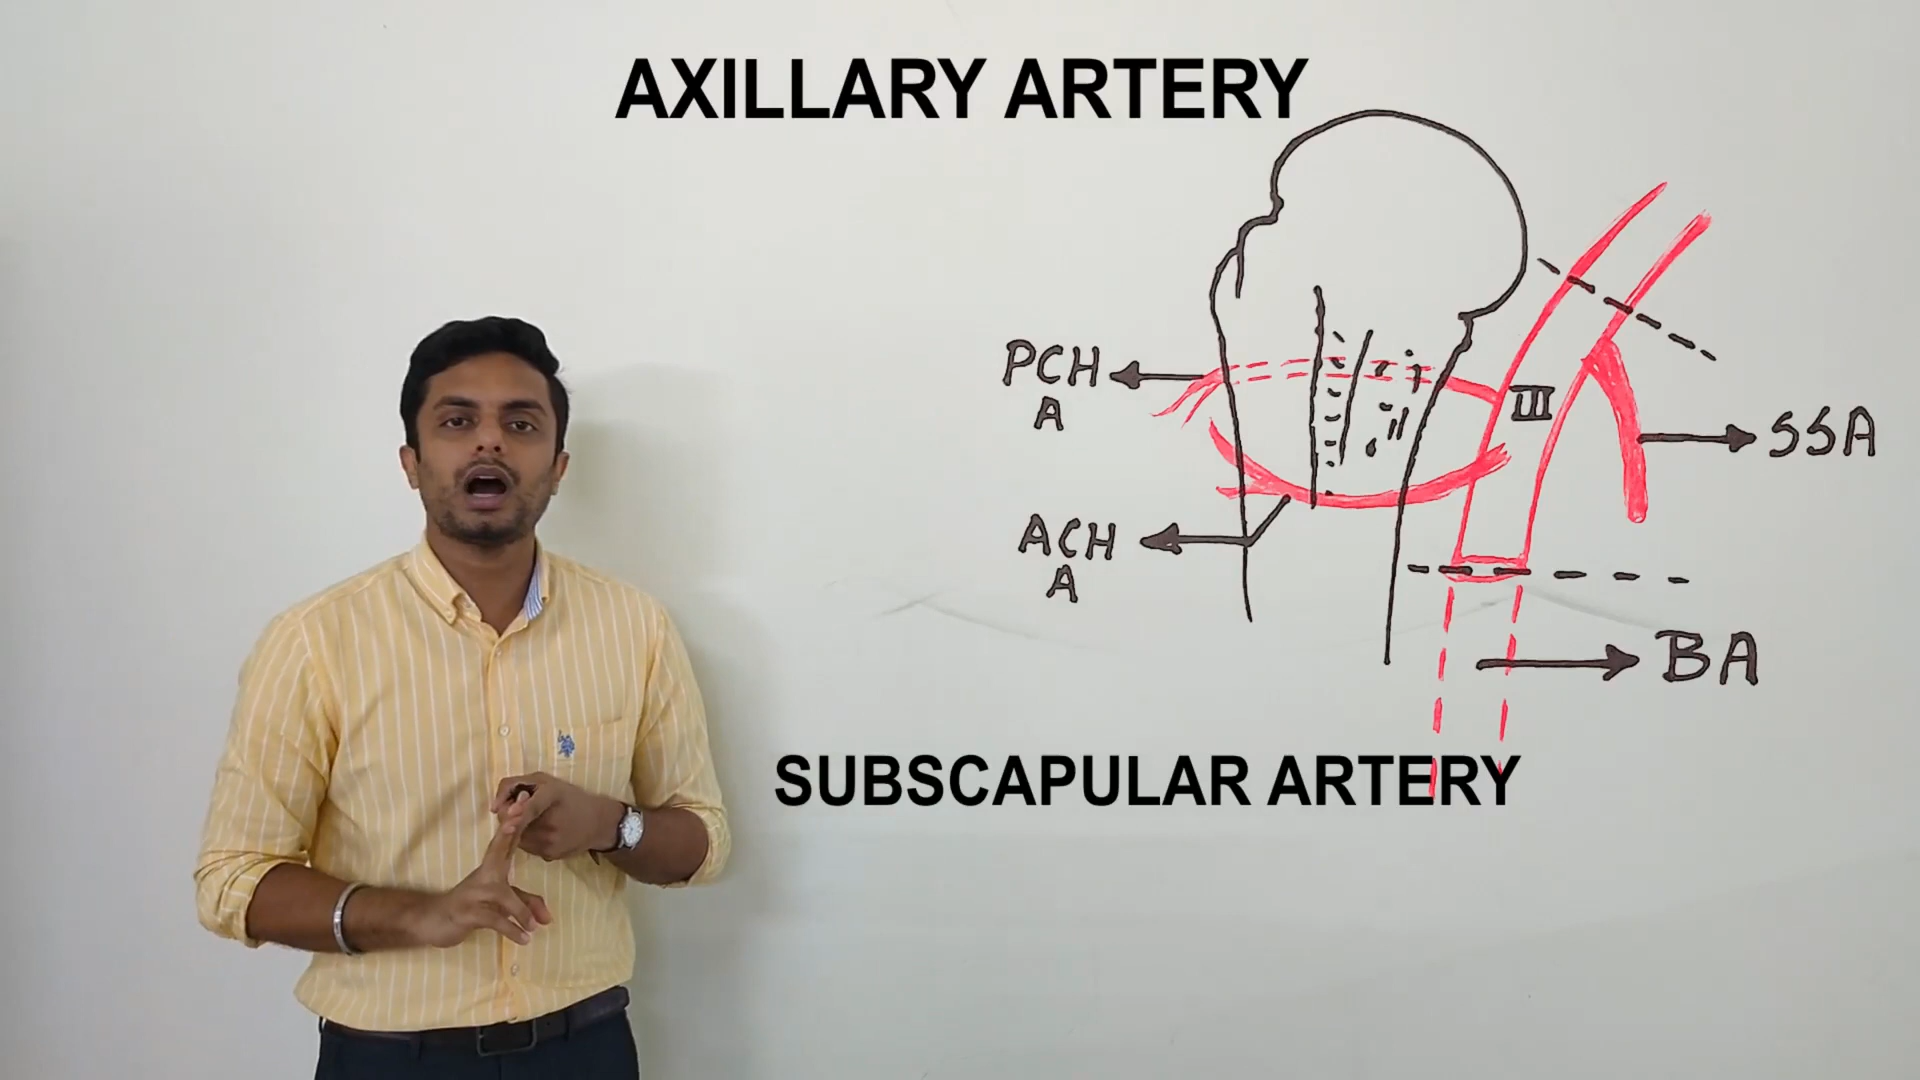 AXILLARY ARTERY
PCH
A
III
SSA
ACH
A
BA
SUBSCAPULAR ARTERY